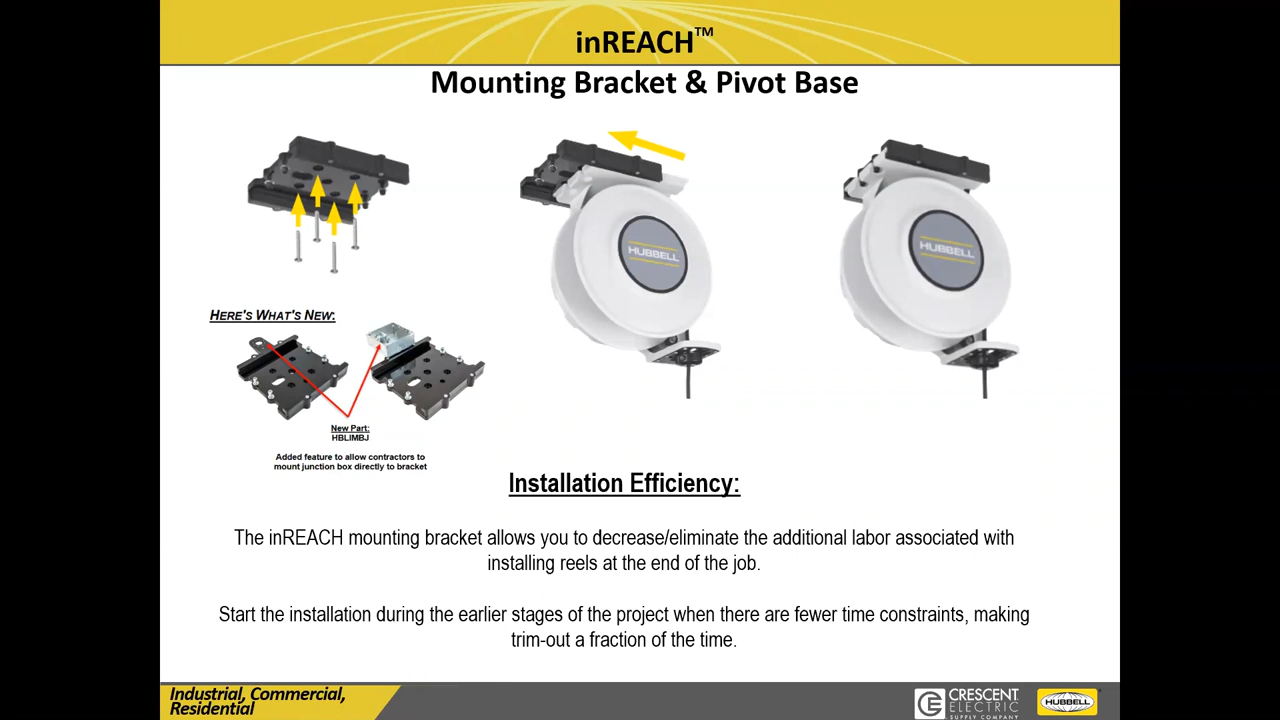 inREACH™
Mounting Bracket & Pivot Base
HUBBELL
HUBBELL
HERE'S WHAT'S NEW:
New Part:
HBLIMBJ
Added feature to allow contractors to
mount junction box directly to bracket
Installation Efficiency:
The inREACH mounting bracket allows you to decrease/eliminate the additional labor associated with
installing reels at the end of the job.
Start the installation during the earlier stages of the project when there are fewer time constraints, making
trim-out a fraction of the time.
Industrial, Commercial,
Residential
CRESCENT
ELECTRIC
SUPPLY COMPANY
HUBBELL